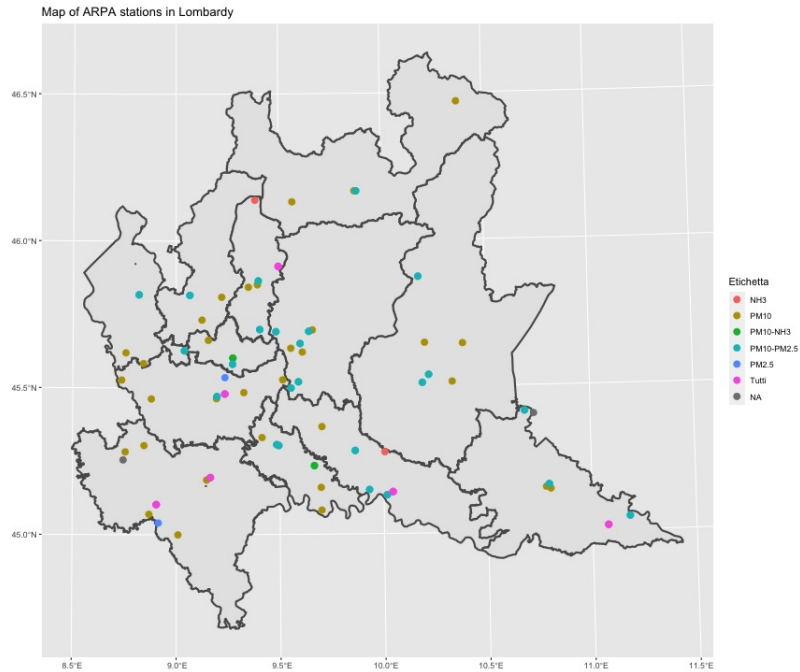 Map of ARPA stations in Lombardy
46.5°N
46.0°N
45.5°N
45.0°N
8.5°E
9.0°E
9.5°E
10.0°E
10.5°E
11.0°E
11.5°E
Etichetta
NH3
PM10
PM10-NH3
PM10-PM2.5
PM2.5
Tutti
NA